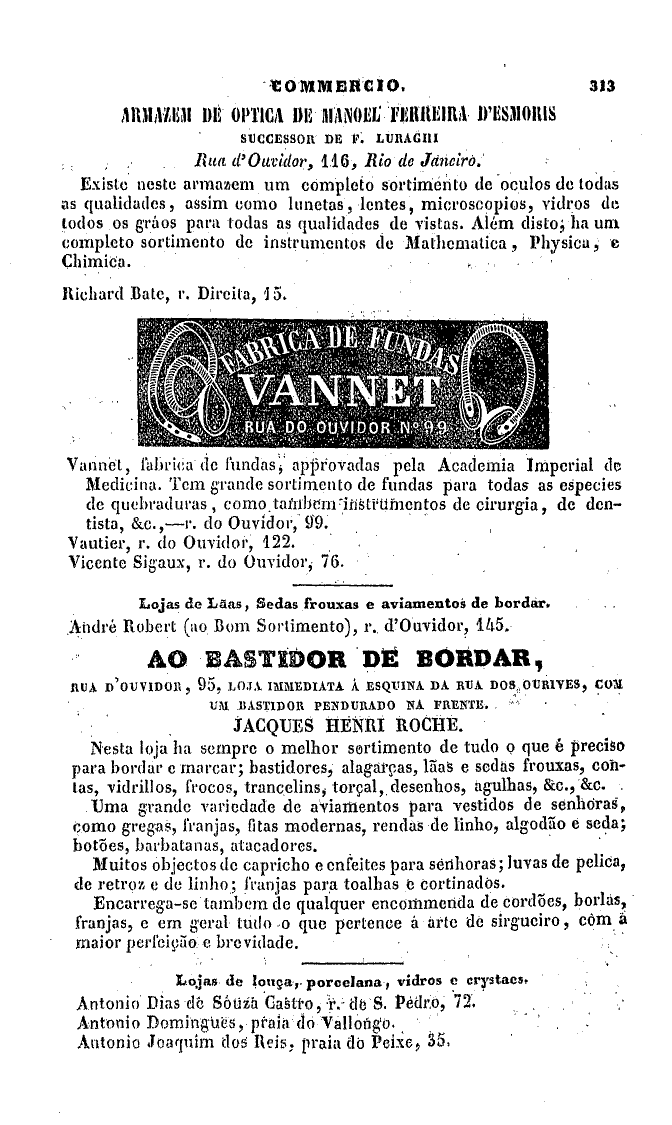 COMMERCIO. 313
ARMAZEM DE OPTICA DE MANOEL FERREIRA D'ESMORIS
SUCCESSOR DE F. LURAGHI
Rua d'Ouvidor, 116, Rio de Janeiro.
Existe neste armazem um completo sortimento de oculos de todas
as qualidades, assim como lunetas, lentes, microscopios, vidros de
todos os gráos para todas as qualidades de vistas. Além disto, ha um
completo sortimento de instrumentos de Mathematica, Physica, e
Chimica.
Richard Bate, r. Direita, 15.
FABRICA DE FUNDAS
VANNET
RUA DO OUVIDOR Nº 99
Vannet, fabrica de fundas, approvadas pela Academia Imperial de
Medicina. Tem grande sortimento de fundas para todas as especies
de quebraduras, como tambem instrumentos de cirurgia, de den-
tista, &c.,—r. do Ouvidor, 99.
Vautier, r. do Ouvidor, 122.
Vicente Sigaux, r. do Ouvidor, 76.
Lojas de Lãas, Sedas frouxas e aviamentos de bordar.
André Robert (ao Bom Sortimento), r. d'Ouvidor, 145.
AO BASTIDOR DE BORDAR,
RUA D'OUVIDOR, 95, LOJA IMMEDIATA Á ESQUINA DA RUA DOS OURIVES, COM
UM BASTIDOR PENDURADO NA FRENTE.
JACQUES HENRI ROCHE.
Nesta loja ha sempre o melhor sortimento de tudo o que é preciso
para bordar e marcar; bastidores, alagarças, lãas e sedas frouxas, con-
tas, vidrillos, frocos, trancelins, torçal, desenhos, agulhas, &c., &c.
Uma grande variedade de aviamentos para vestidos de senhoras,
como gregas, franjas, fitas modernas, rendas de linho, algodão e seda;
botões, barbatanas, atacadores.
Muitos objectos de capricho e enfeites para senhoras; luvas de pelica,
de retroz e de linho; franjas para toalhas e cortinados.
Encarrega-se tambem de qualquer encommenda de cordões, borlas,
franjas, e em geral tudo o que pertence á arte de sirgueiro, com a
maior perfeição e brevidade.
Lojas de louça, porcelana, vidros e crystaes.
Antonio Dias de Souza Castro, r. de S. Pedro, 72.
Antonio Domingues, praia do Vallongo.
Antonio Joaquim dos Reis, praia do Peixe, 35.